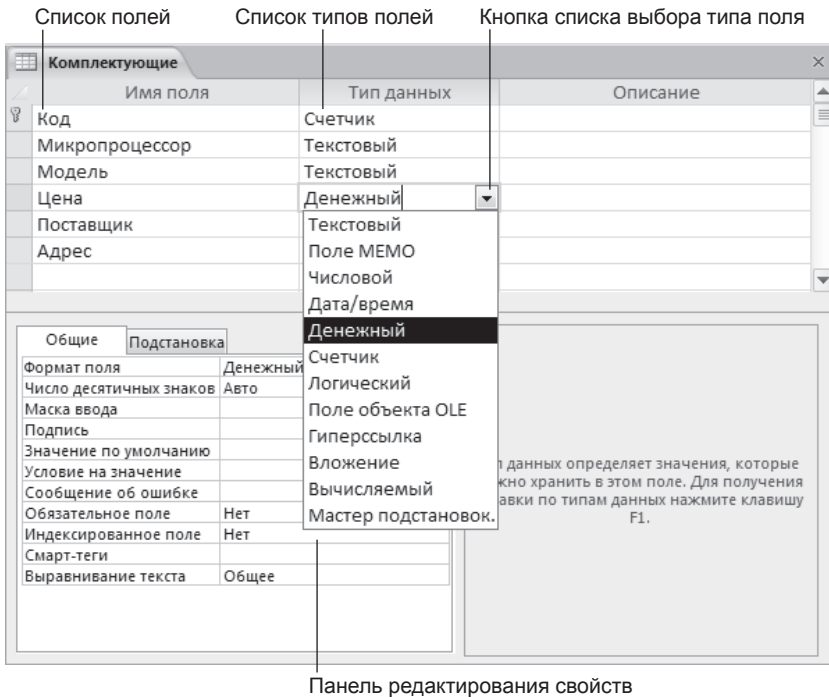 Список полей Список типов полей Кнопка списка выбора типа поля
Комплектующие
Имя поля Тип данных Описание
Код Счетчик
Микропроцессор Текстовый
Модель Текстовый
Цена Денежный
Поставщик Текстовый
Адрес Поле МЕМО
Числовой
Дата/время
Денежный
Счетчик
Логический
Поле объекта OLE
Гиперссылка
Вложение
Вычисляемый
Мастер подстановок.
Общие Подстановка
Формат поля Денежный
Число десятичных знаков Авто
Маска ввода
Подпись
Значение по умолчанию
Условие на значение
Сообщение об ошибке
Обязательное поле Нет
Индексированное поле Нет
Смарт-теги
Выравнивание текста Общее
п данных определяет значения, которые
жно хранить в этом поле. Для получения
авки по типам данных нажмите клавишу
F1.
Панель редактирования свойств